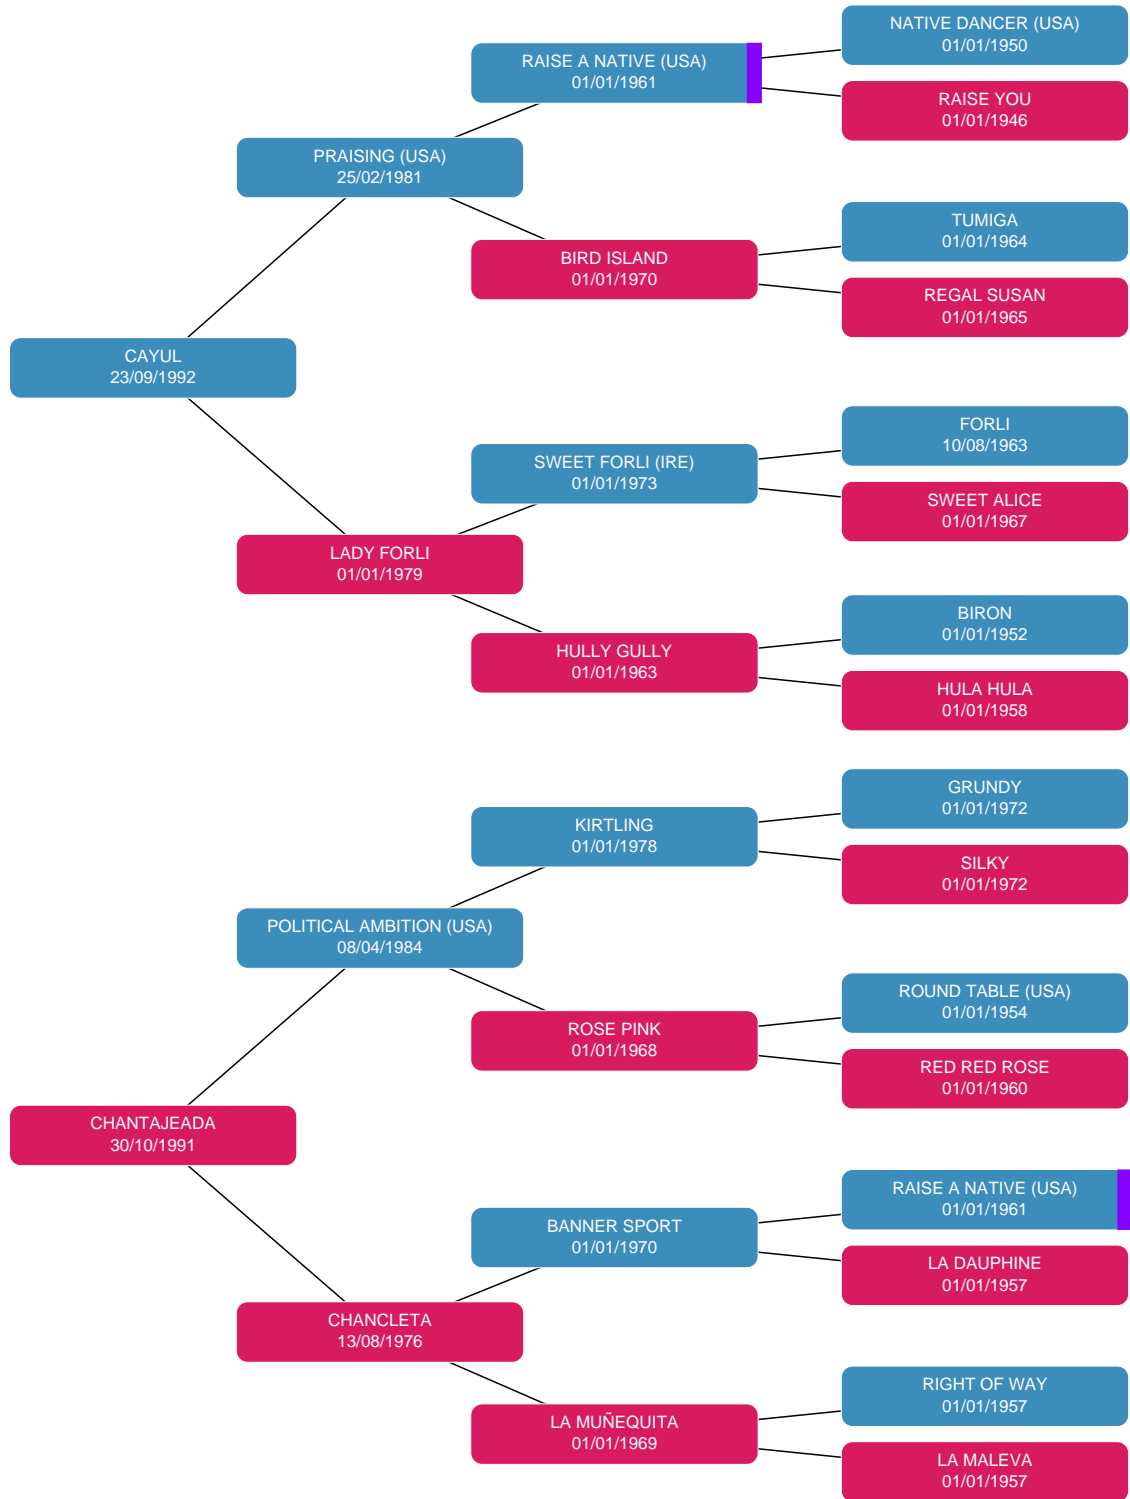 NATIVE DANCER (USA)
01/01/1950
RAISE A NATIVE (USA)
01/01/1961
RAISE YOU
01/01/1946
PRAISING (USA)
25/02/1981
TUMIGA
01/01/1964
BIRD ISLAND
01/01/1970
REGAL SUSAN
01/01/1965
CAYUL
23/09/1992
FORLI
10/08/1963
SWEET FORLI (IRE)
01/01/1973
SWEET ALICE
01/01/1967
LADY FORLI
01/01/1979
BIRON
01/01/1952
HULLY GULLY
01/01/1963
HULA HULA
01/01/1958
GRUNDY
01/01/1972
KIRTLING
01/01/1978
SILKY
01/01/1972
POLITICAL AMBITION (USA)
08/04/1984
ROUND TABLE (USA)
01/01/1954
ROSE PINK
01/01/1968
RED RED ROSE
01/01/1960
CHANTAJEADA
30/10/1991
RAISE A NATIVE (USA)
01/01/1961
BANNER SPORT
01/01/1970
LA DAUPHINE
01/01/1957
CHANCLETA
13/08/1976
RIGHT OF WAY
01/01/1957
LA MUÑEQUITA
01/01/1969
LA MALEVA
01/01/1957